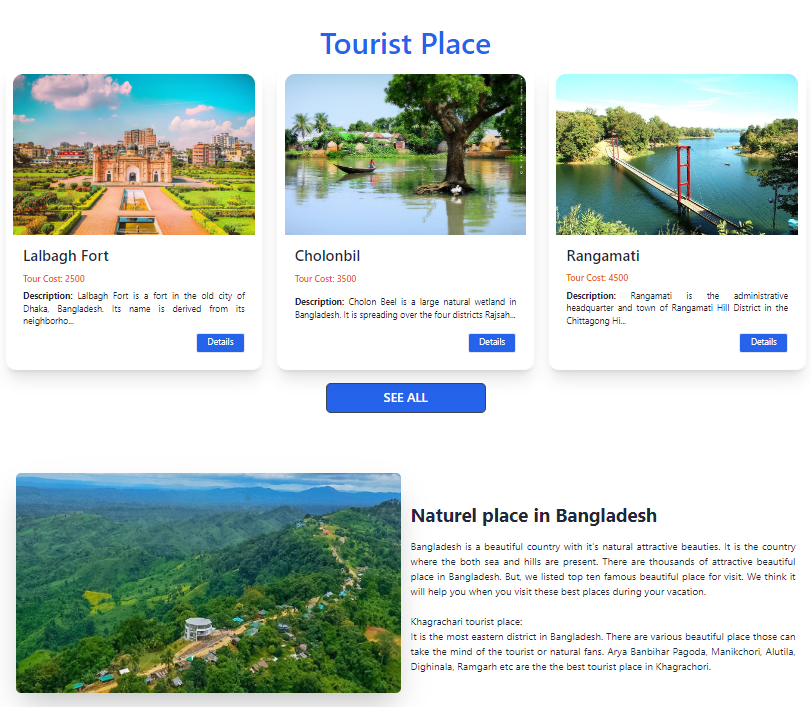 Tourist Place
Lalbagh Fort
Tour Cost: 2500
Description: Lalbagh Fort is a fort in the old city of
Dhaka, Bangladesh. Its name is derived from its
neighborho...
Details
Cholonbil
Tour Cost: 3500
Description: Cholon Beel is a large natural wetland in
Bangladesh. It is spreading over the four districts Rajsah...
Details
Rangamati
Tour Cost: 4500
Description: Rangamati is the administrative
headquarter and town of Rangamati Hill District in the
Chittagong Hi...
Details
SEE ALL
Naturel place in Bangladesh
Bangladesh is a beautiful country with it's natural attractive beauties. It is the country
where the both sea and hills are present. There are thousands of attractive beautiful
place in Bangladesh. But, we listed top ten famous beautiful place for visit. We think it
will help you when you visit these best places during your vacation.
Khagrachari tourist place:
It is the most eastern district in Bangladesh. There are various beautiful place those can
take the mind of the tourist or natural fans. Arya Banbihar Pagoda, Manikchori, Alutila,
Dighinala, Ramgarh etc are the the best tourist place in Khagrachori.